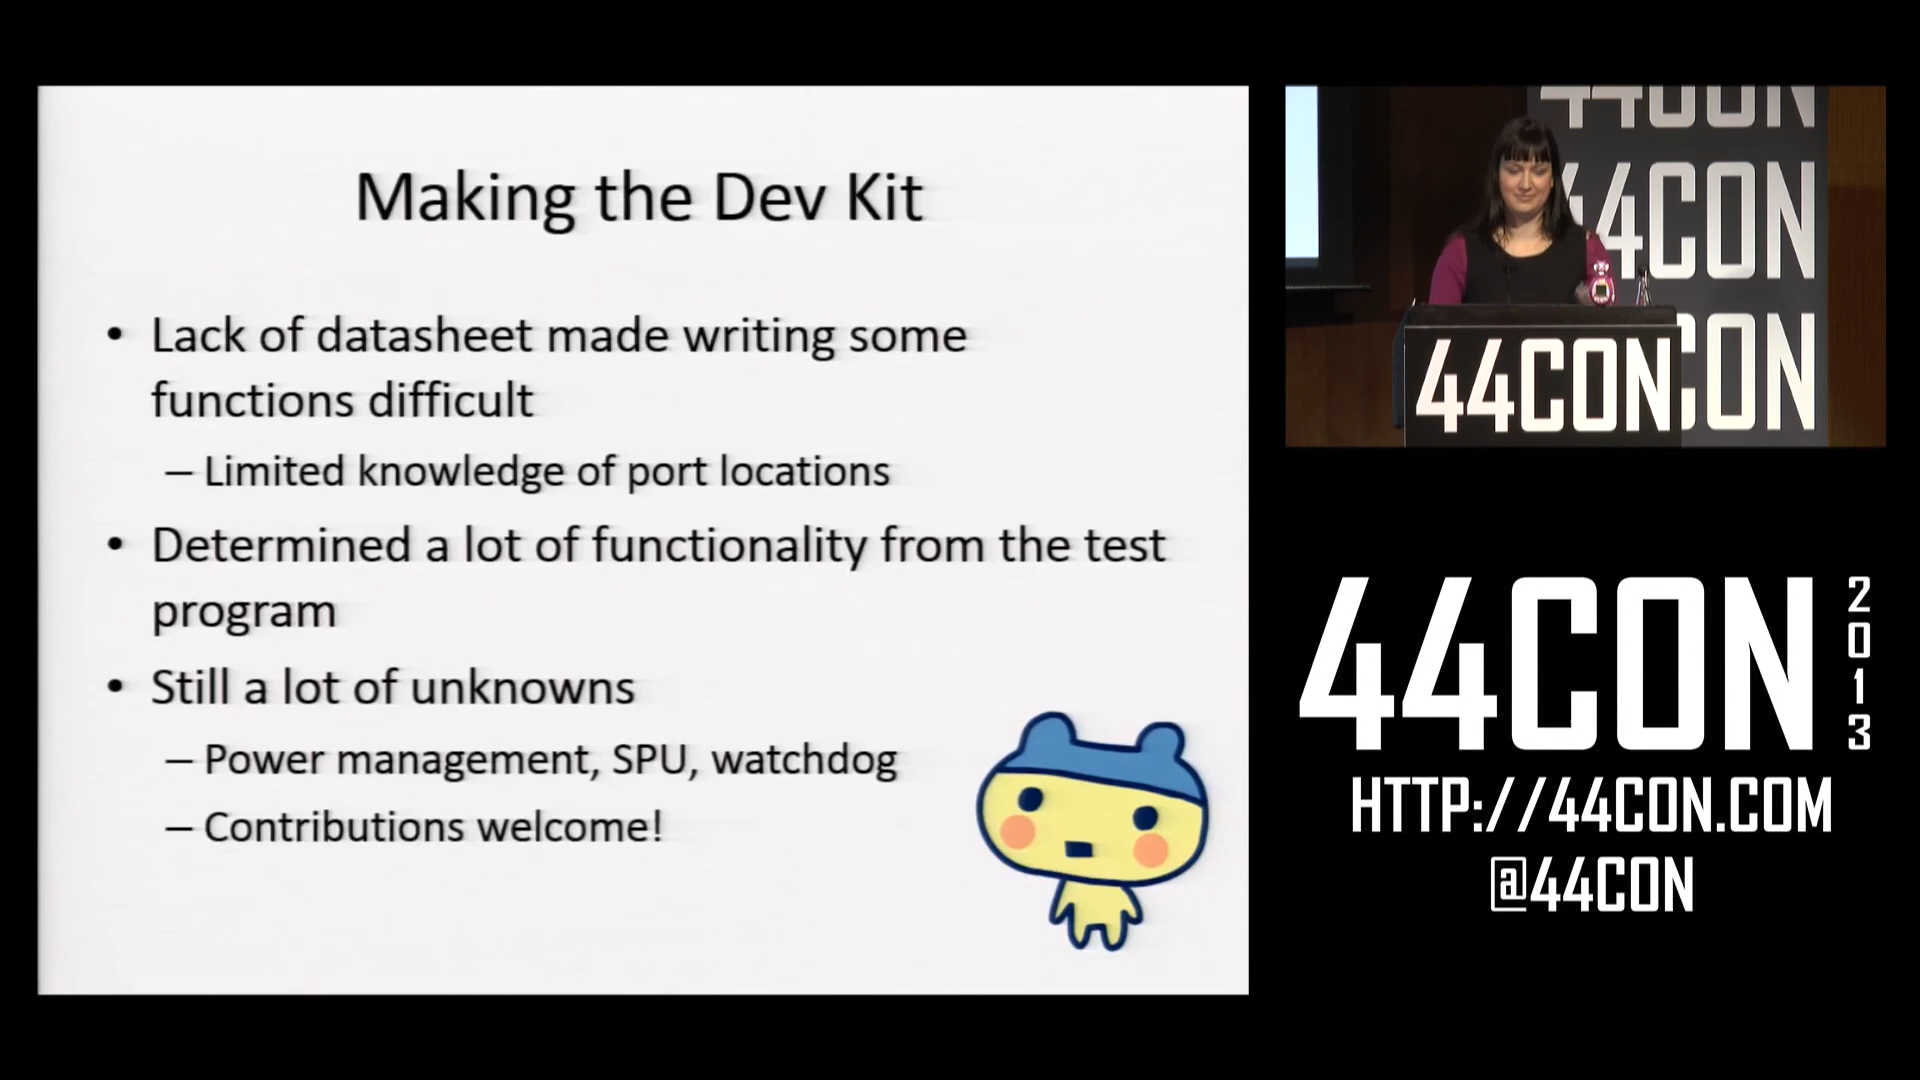 Making the Dev Kit
• Lack of datasheet made writing some
functions difficult
– Limited knowledge of port locations
• Determined a lot of functionality from the test
program
• Still a lot of unknowns
– Power management, SPU, watchdog
– Contributions welcome!
44CON
44CON
44CON
CON
44CON
2013
HTTP://44CON.COM
@44CON